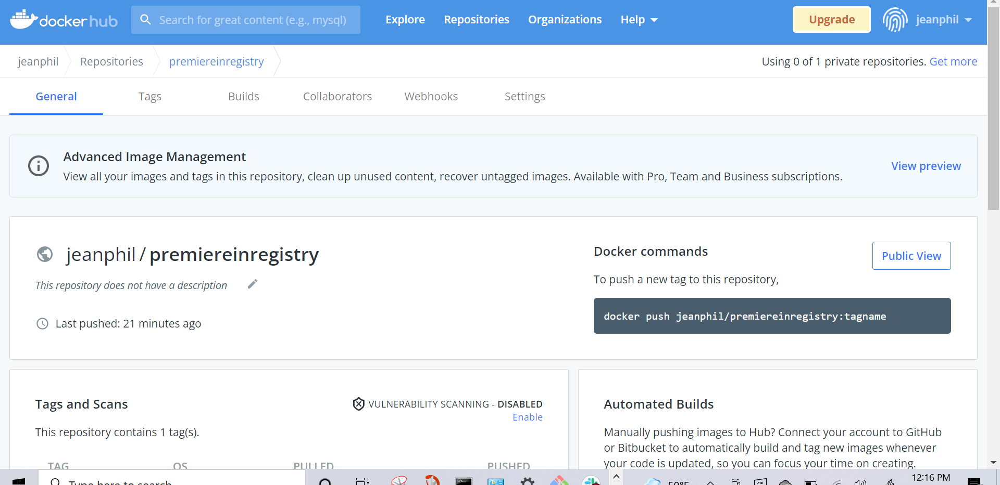 docker hub
Search for great content (e.g., mysql)
Explore
Repositories
Organizations
Help
Upgrade
jeanphil
jeanphil
Repositories
premiereinregistry
Using 0 of 1 private repositories. Get more
General
Tags
Builds
Collaborators
Webhooks
Settings
Advanced Image Management
View all your images and tags in this repository, clean up unused content, recover untagged images. Available with Pro, Team and Business subscriptions.
View preview
jeanphil / premiereinregistry
This repository does not have a description
Last pushed: 21 minutes ago
Docker commands
Public View
To push a new tag to this repository,
docker push jeanphil/premiereinregistry:tagname
Tags and Scans
VULNERABILITY SCANNING - DISABLED
Enable
This repository contains 1 tag(s).
TAG
OS
PULLED
PUSHED
Automated Builds
Manually pushing images to Hub? Connect your account to GitHub
or Bitbucket to automatically build and tag new images whenever
your code is updated, so you can focus your time on creating.
Type here to search
50°F
12:16 PM